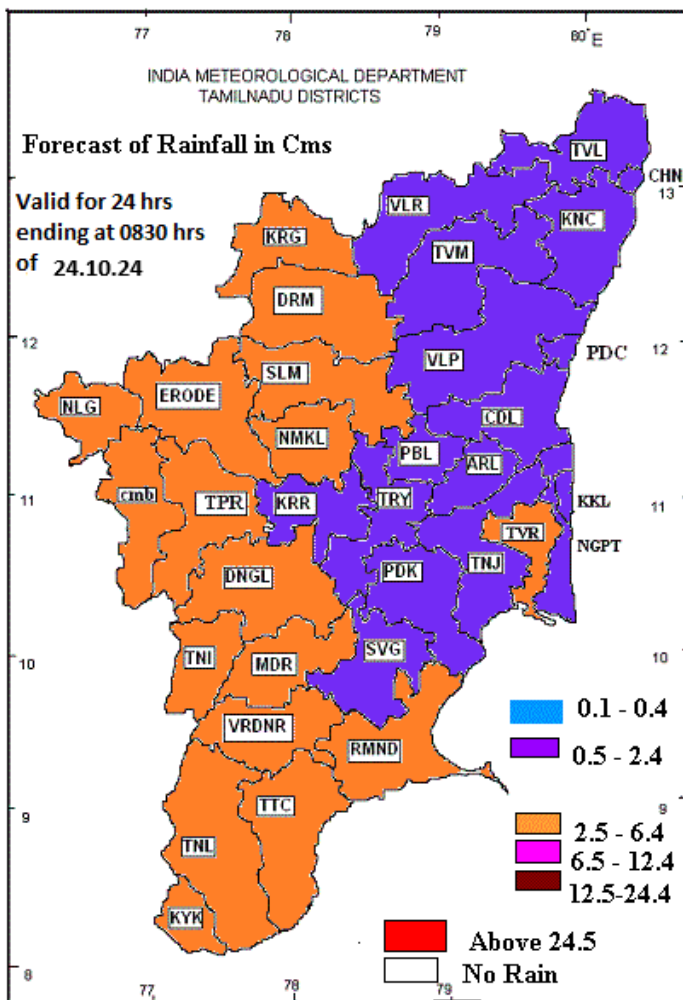 77 78 79 80° E
INDIA METEOROLOGICAL DEPARTMENT
TAMILNADU DISTRICTS
Forecast of Rainfall in Cms
TVL
CHN
13
Valid for 24 hrs
ending at 0830 hrs
of 24.10.24
VLR
KNC
KRG
TVM
DRM
12
12
PDC
VLP
SLM
ERODE
NLG
CDL
NMKL
PBL
ARL
11
cmb
TPR
KRR
TRY
KKL
11
TVR
NGPT
DNGL
PDK
TNJ
10
TNI
MDR
SVG
10
0.1 - 0.4
VRDNR
RMND
0.5 - 2.4
9
TTC
9
2.5 - 6.4
TNL
6.5 - 12.4
12.5-24.4
KYK
Above 24.5
8
No Rain
77 78 79